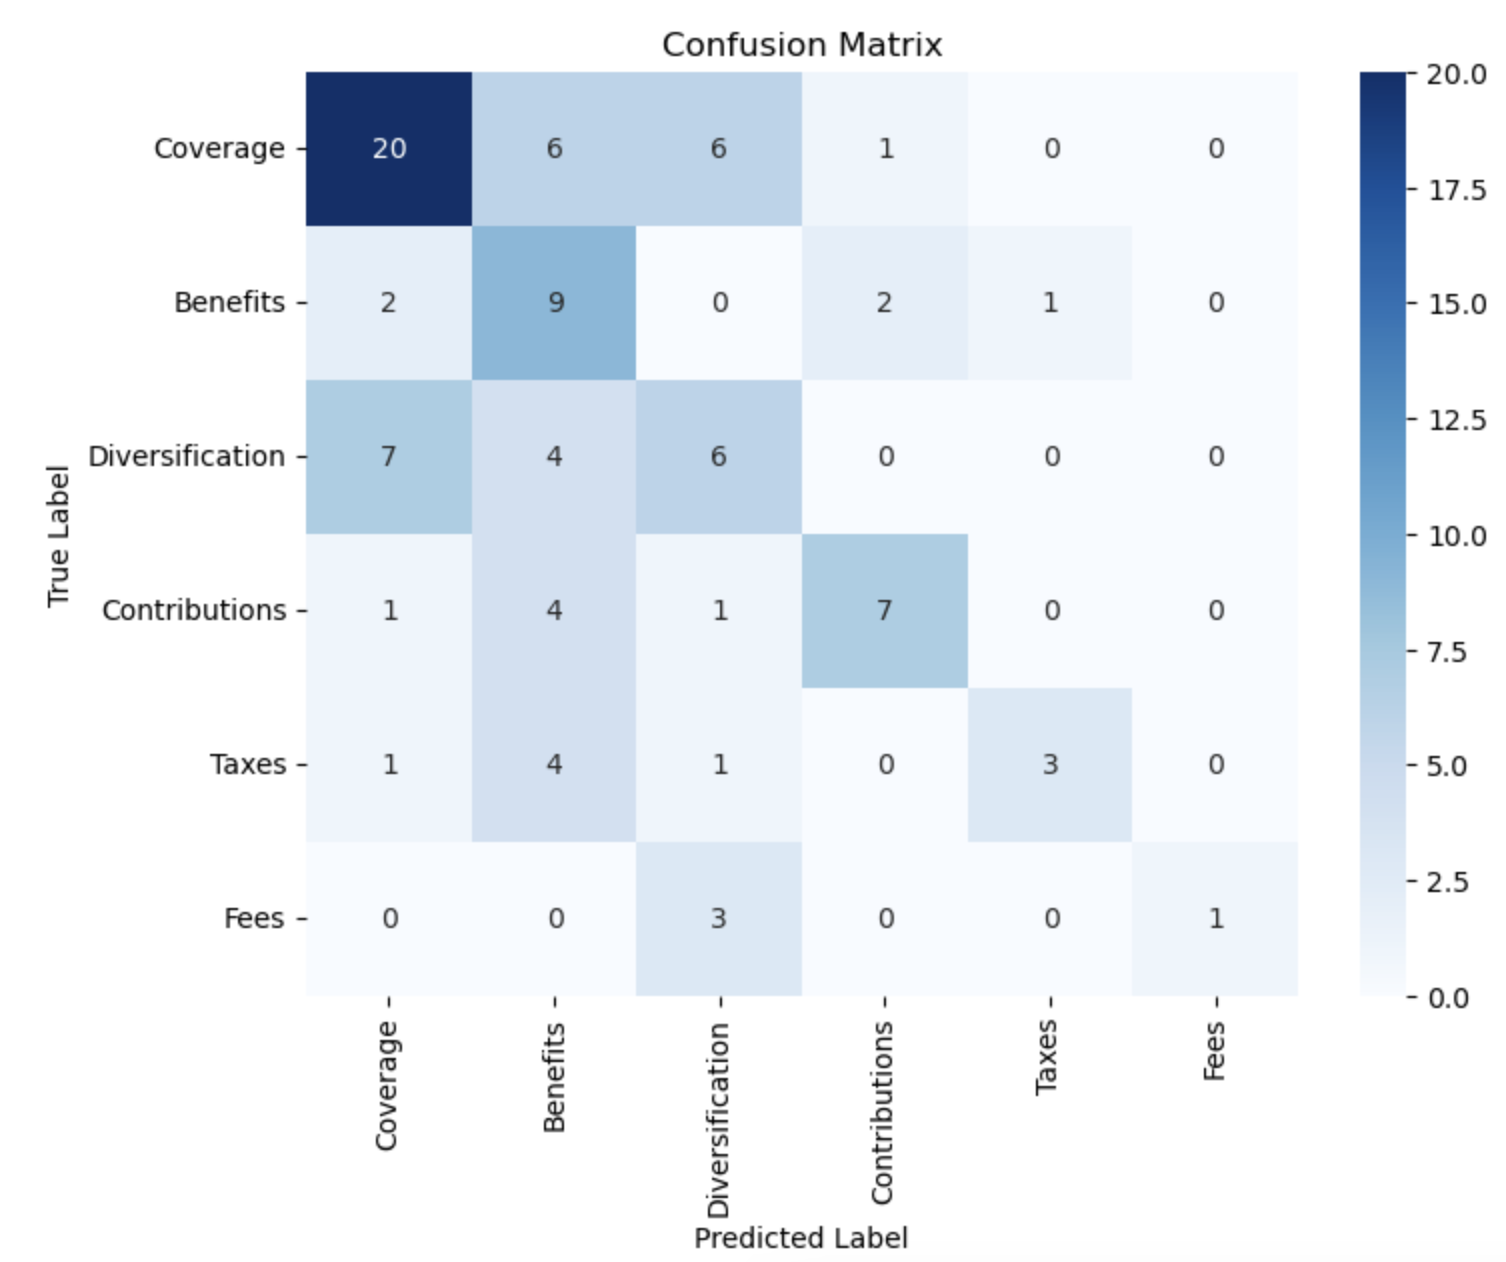 Confusion Matrix
Coverage 20 6 6 1 0 0
Benefits 2 9 0 2 1 0
Diversification 7 4 6 0 0 0
Contributions 1 4 1 7 0 0
Taxes 1 4 1 0 3 0
Fees 0 0 3 0 0 1
True Label
Coverage Benefits Diversification Contributions Taxes Fees
Predicted Label
20.0
17.5
15.0
12.5
10.0
7.5
5.0
2.5
0.0